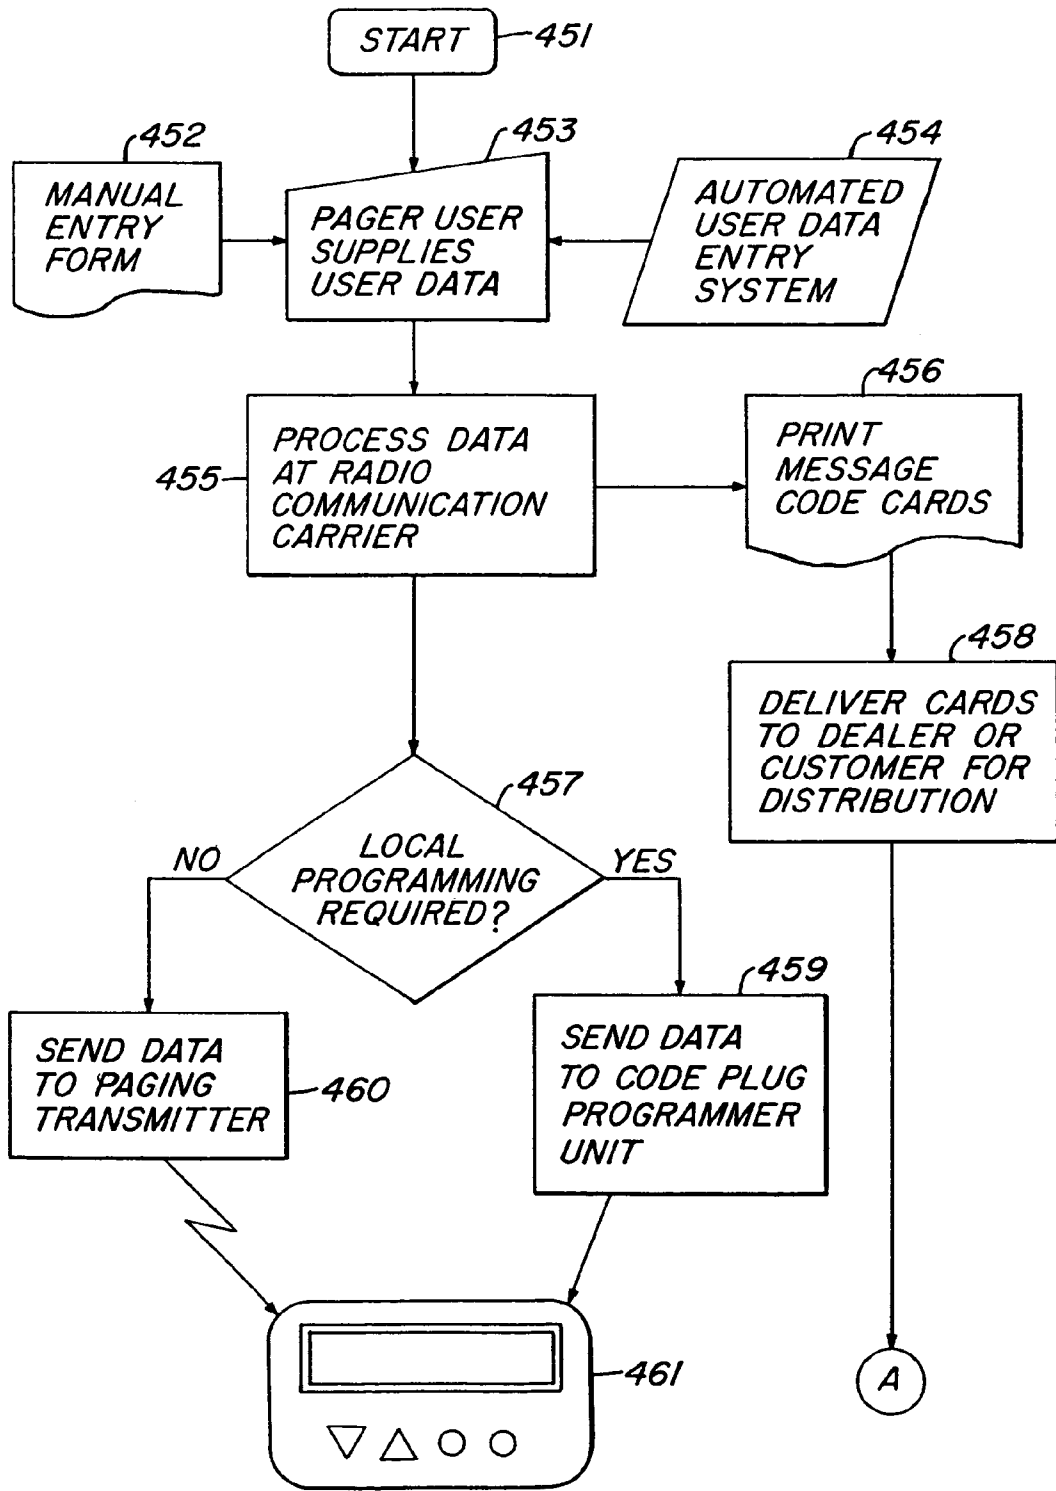 START
451
452
453
454
MANUAL
ENTRY
FORM
PAGER USER
SUPPLIES
USER DATA
AUTOMATED
USER DATA
ENTRY
SYSTEM
456
455
PROCESS DATA
AT RADIO
COMMUNICATION
CARRIER
PRINT
MESSAGE
CODE CARDS
458
DELIVER CARDS
TO DEALER OR
CUSTOMER FOR
DISTRIBUTION
457
NO
LOCAL
PROGRAMMING
REQUIRED?
YES
459
SEND DATA
TO PAGING
TRANSMITTER
460
SEND DATA
TO CODE PLUG
PROGRAMMER
UNIT
461
A